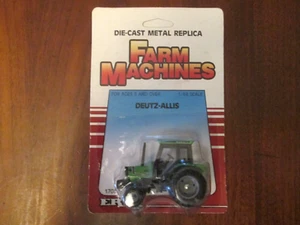 DIE-CAST METAL REPLICA
FARM
MACHINES
DEUTZ-ALLIS